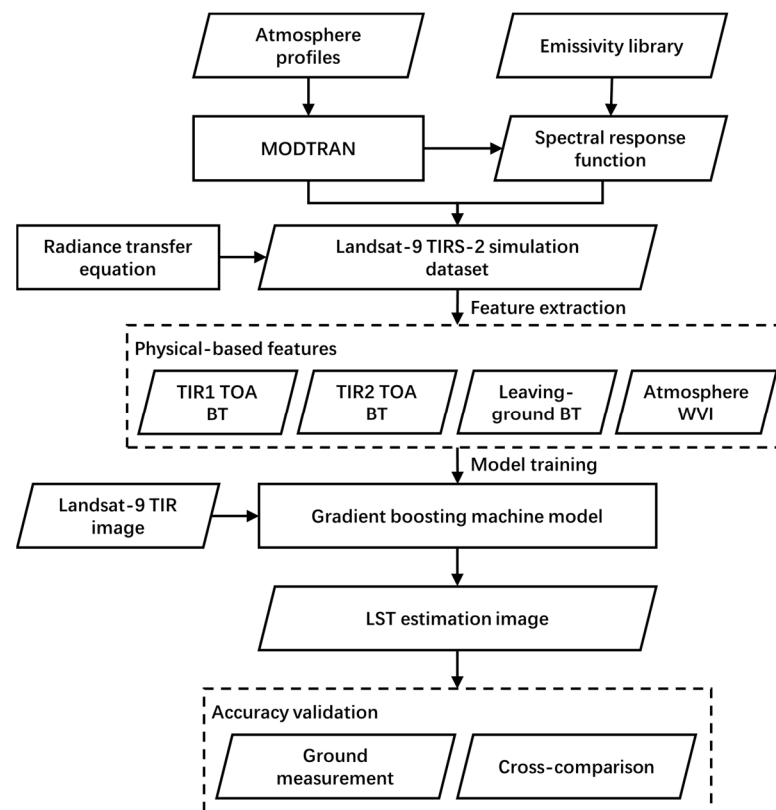 Atmosphere
profiles
Emissivity library
MODTRAN
Spectral response
function
Radiance transfer
equation
Landsat-9 TIRS-2 simulation
dataset
Feature extraction
Physical-based features
TIR1 TOA
BT
TIR2 TOA
BT
Leaving-
ground BT
Atmosphere
WVI
Model training
Landsat-9 TIR
image
Gradient boosting machine model
LST estimation image
Accuracy validation
Ground
measurement
Cross-comparison